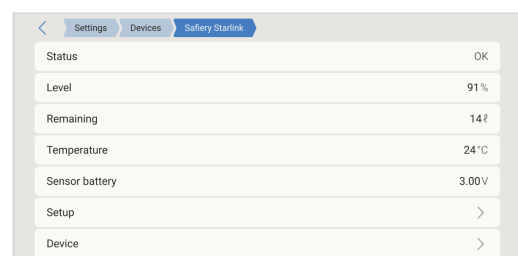 Settings Devices Safiery Starlink
Status OK
Level 91%
Remaining 14ℓ
Temperature 24°C
Sensor battery 3.00V
Setup
Device